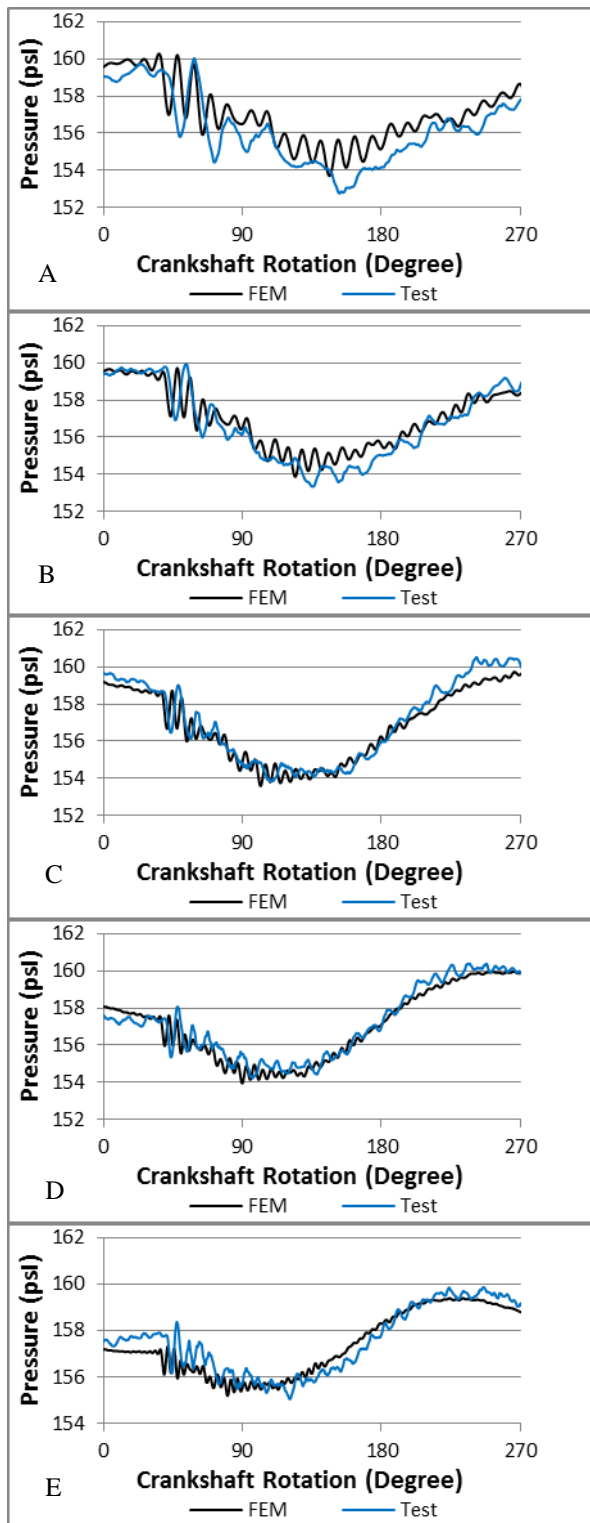 Pressure (psI)
162
160
158
156
154
152
0 90 180 270
Crankshaft Rotation (Degree)
A
FEM Test
Pressure (psI)
162
160
158
156
154
152
0 90 180 270
Crankshaft Rotation (Degree)
B
FEM Test
Pressure (psI)
162
160
158
156
154
152
0 90 180 270
Crankshaft Rotation (Degree)
C
FEM Test
Pressure (psI)
162
160
158
156
154
152
0 90 180 270
Crankshaft Rotation (Degree)
D
FEM Test
Pressure (psI)
162
160
158
156
154
0 90 180 270
Crankshaft Rotation (Degree)
E
FEM Test